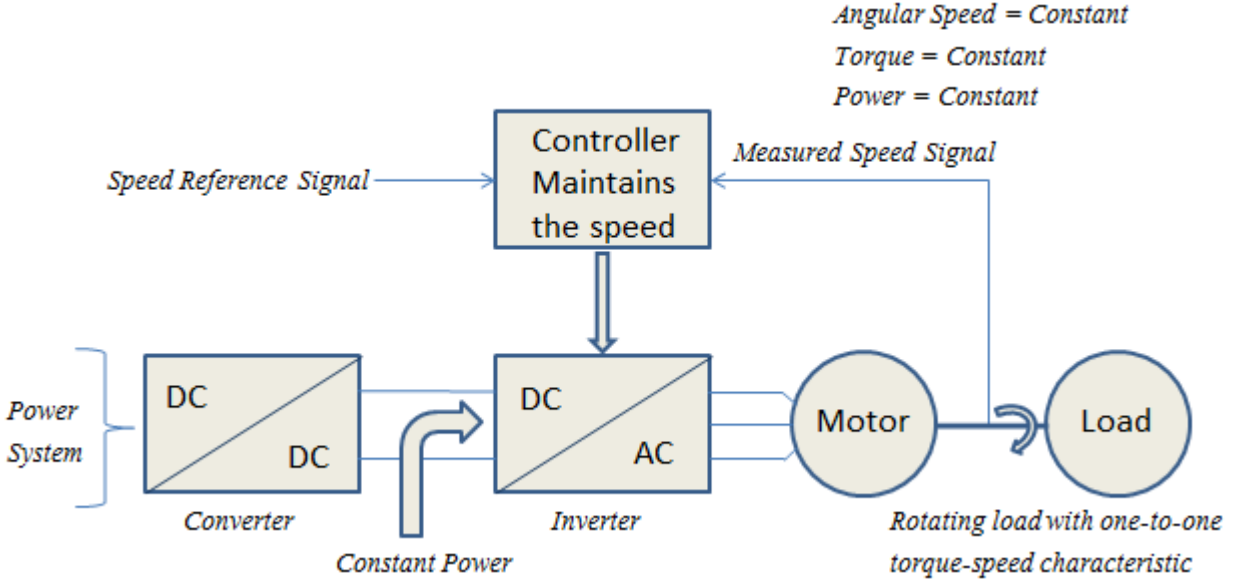 Angular Speed = Constant
Torque = Constant
Power = Constant
Controller
Maintains
the speed
Measured Speed Signal
Speed Reference Signal
Power
System
DC
DC
Converter
DC
AC
Inverter
Motor
Load
Constant Power
Rotating load with one-to-one
torque-speed characteristic